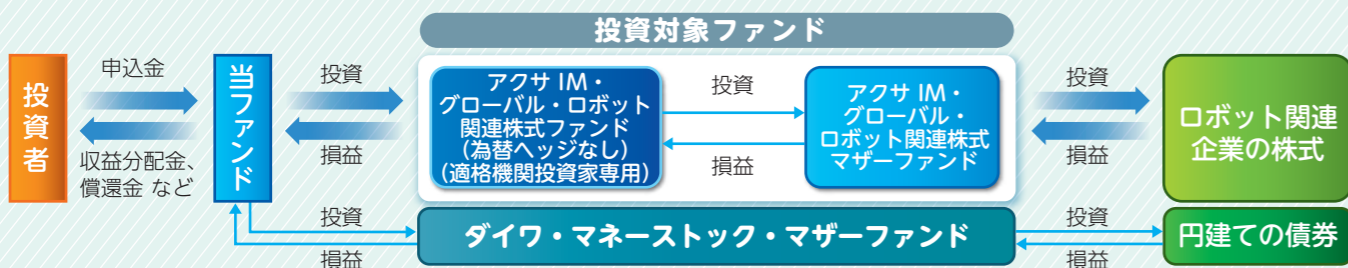 投資対象ファンド
投資者
申込金
収益分配金、
償還金 など
当ファンド
投資
損益
アクサ IM・
グローバル・ロボット
関連株式ファンド
(為替ヘッジなし)
(適格機関投資家専用)
投資
損益
アクサ IM・
グローバル・
ロボット関連株式
マザーファンド
投資
損益
ロボット関連
企業の株式
投資
損益
ダイワ・マネーストック・マザーファンド
投資
損益
円建ての債券